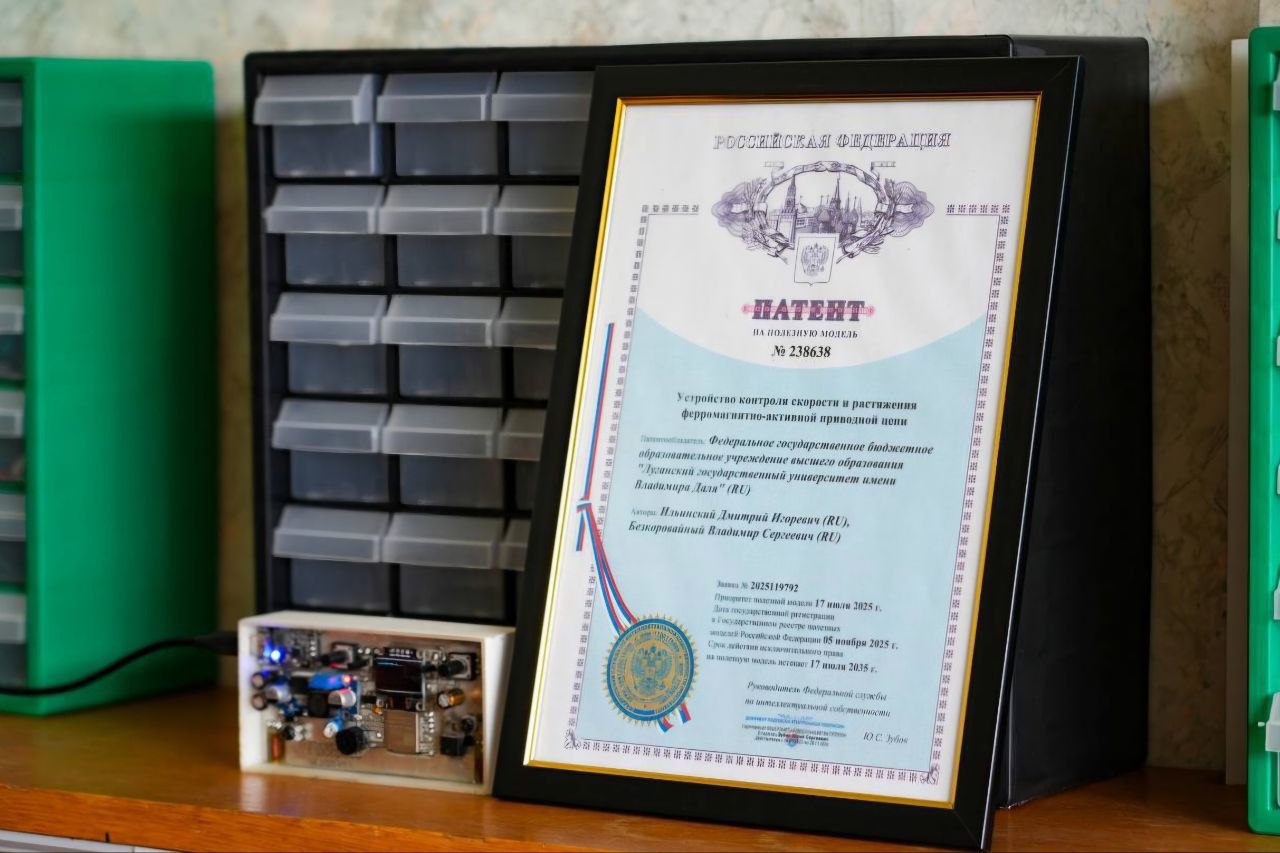 РОССИЙСКАЯ ФЕДЕРАЦИЯ
ПАТЕНТ
НА ПОЛЕЗНУЮ МОДЕЛЬ
№ 238638
Устройство контроля скорости и растяжения
ферромагнитно-активной приводной цепи
Патентообладатель: Федеральное государственное бюджетное
образовательное учреждение высшего образования
"Луганский государственный университет имени
Владимира Даля" (RU)
Авторы: Ильинский Дмитрий Игоревич (RU),
Безкоровайный Владимир Сергеевич (RU)
Заявка № 2025119792
Приоритет полезной модели 17 июля 2025 г.
Дата государственной регистрации
в Государственном реестре полезных
моделей Российской Федерации 05 ноября 2025 г.
Срок действия исключительного права
на полезную модель истекает 17 июля 2035 г.
Руководитель Федеральной службы
по интеллектуальной собственности
ДОКУМЕНТ ПОДПИСАН ЭЛЕКТРОННОЙ ПОДПИСЬЮ
Ю.С. Зубов